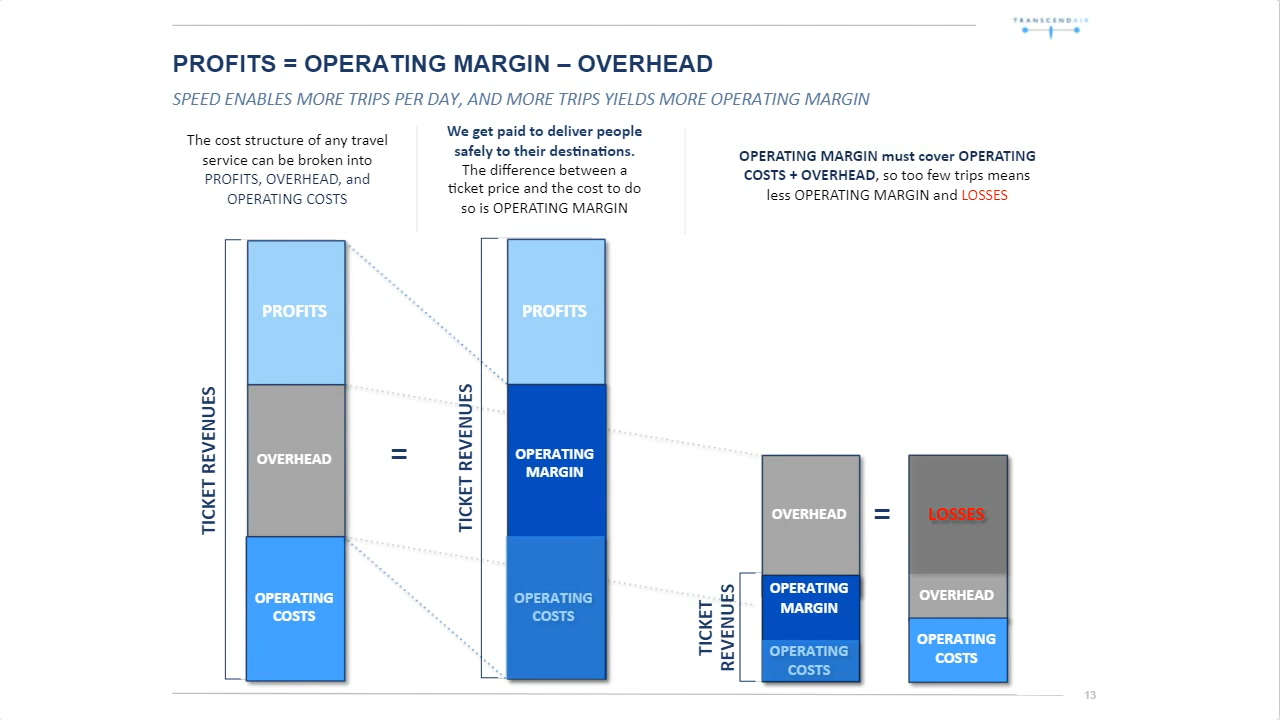 TRANSCENDAIR
PROFITS = OPERATING MARGIN – OVERHEAD
SPEED ENABLES MORE TRIPS PER DAY, AND MORE TRIPS YIELDS MORE OPERATING MARGIN
The cost structure of any travel
service can be broken into
PROFITS, OVERHEAD, and
OPERATING COSTS
We get paid to deliver people
safely to their destinations.
The difference between a
ticket price and the cost to do
so is OPERATING MARGIN
OPERATING MARGIN must cover OPERATING
COSTS + OVERHEAD, so too few trips means
less OPERATING MARGIN and LOSSES
TICKET REVENUES
PROFITS
OVERHEAD
OPERATING
COSTS
=
TICKET REVENUES
PROFITS
OPERATING
MARGIN
OPERATING
COSTS
TICKET
REVENUES
OVERHEAD
OPERATING
MARGIN
OPERATING
COSTS
=
LOSSES
OVERHEAD
OPERATING
COSTS
13